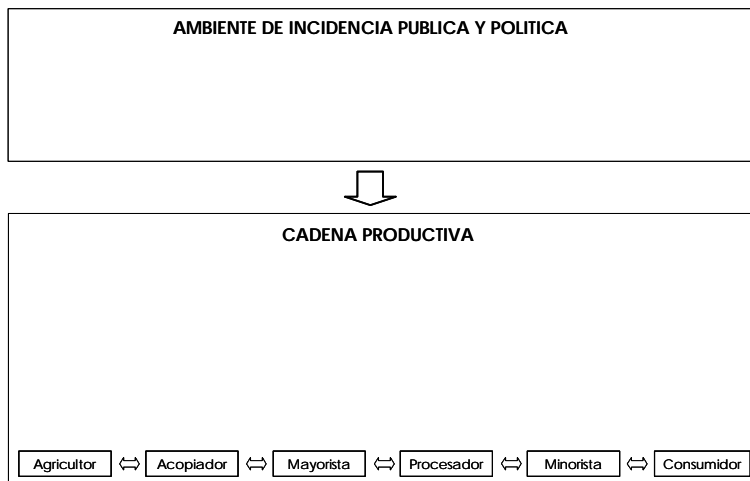 AMBIENTE DE INCIDENCIA PUBLICA Y POLITICA
CADENA PRODUCTIVA
Agricultor
Acopiador
Mayorista
Procesador
Minorista
Consumidor